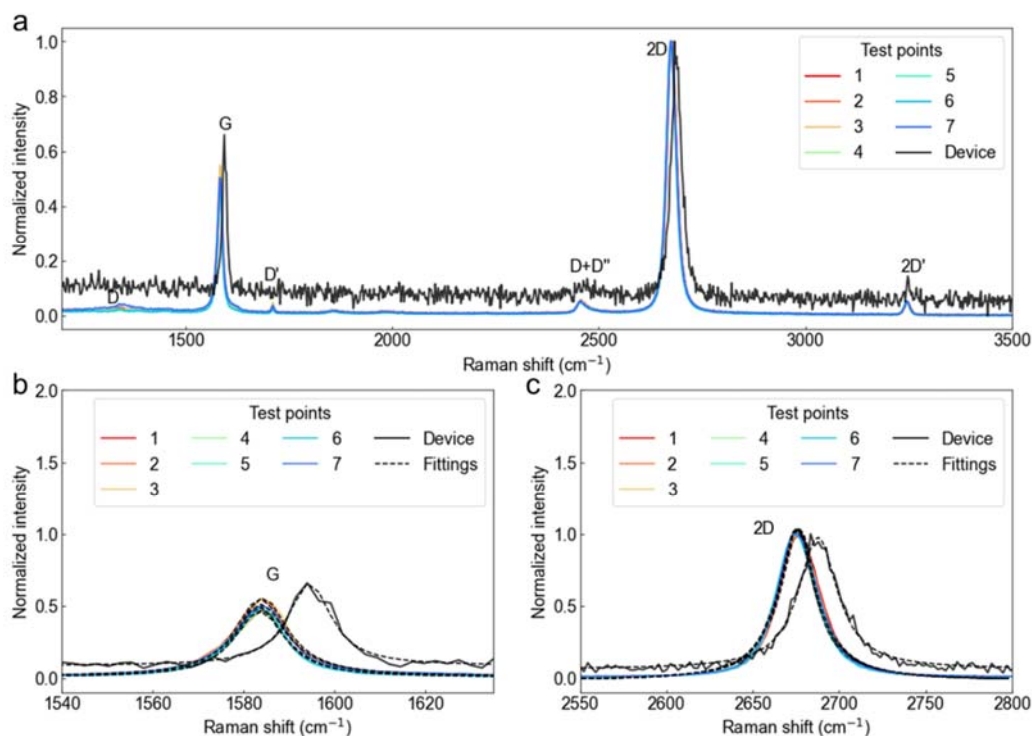 a
1.0
0.8
0.6
0.4
0.2
0.0
Normalized intensity
D
G
D'
D+D"
2D
2D'
Test points
1 5
2 6
3 7
4 Device
1500 2000 2500 3000 3500
Raman shift (cm⁻¹)
b
2.0
1.5
1.0
0.5
0.0
Normalized intensity
Test points
1 4 6 Device
2 5 7 Fittings
3
G
1540 1560 1580 1600 1620
Raman shift (cm⁻¹)
c
2.0
1.5
1.0
0.5
0.0
Normalized intensity
Test points
1 4 6 Device
2 5 7 Fittings
3
2D
2550 2600 2650 2700 2750 2800
Raman shift (cm⁻¹)